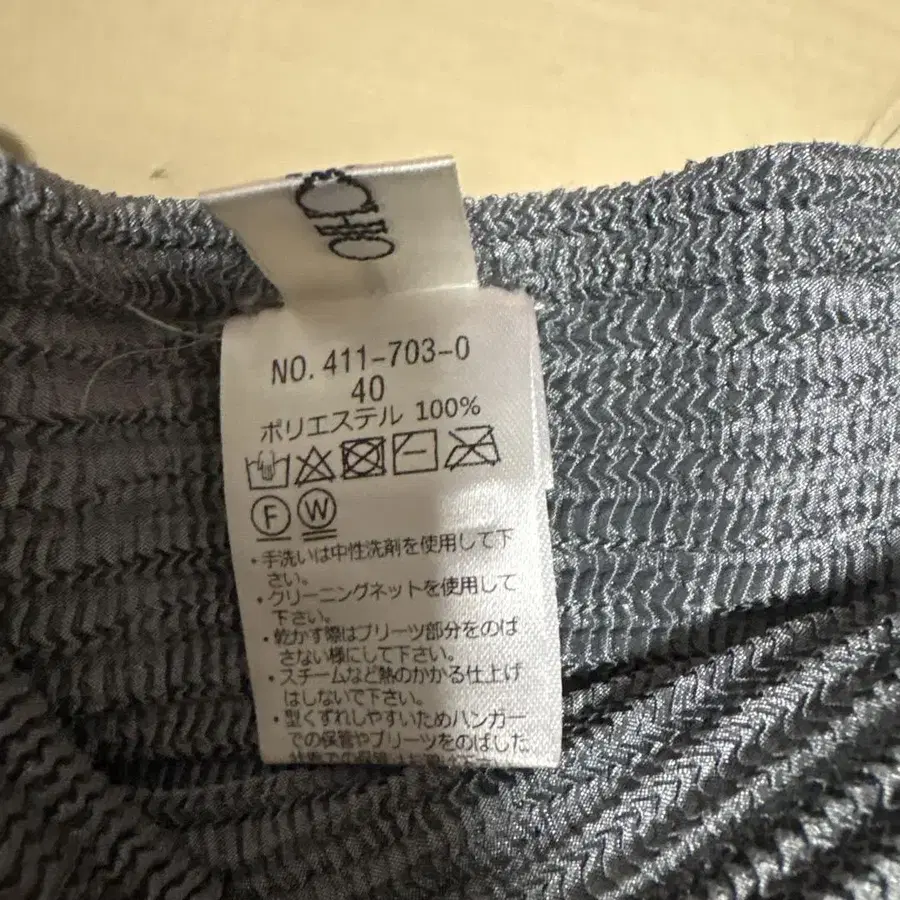 NO. 411-703-0
40
ポリエステル 100%
F W
・手洗いは中性洗剤を使用して下
さい。
・クリーニングネットを使用して
下さい。
・乾かす際はプリーツ部分をのば
さない様にして下さい。
・スチームなど熱のかかる仕上げ
はしないで下さい。
・型くずれしやすいためハンガー
での保管やプリーツをのばした